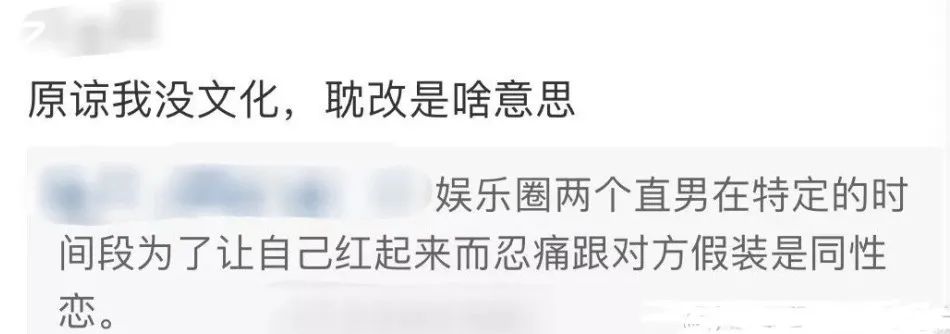 原谅我没文化，耽改是啥意思
娱乐圈两个直男在特定的时
间段为了让自己红起来而忍痛跟对方假装是同性
恋。